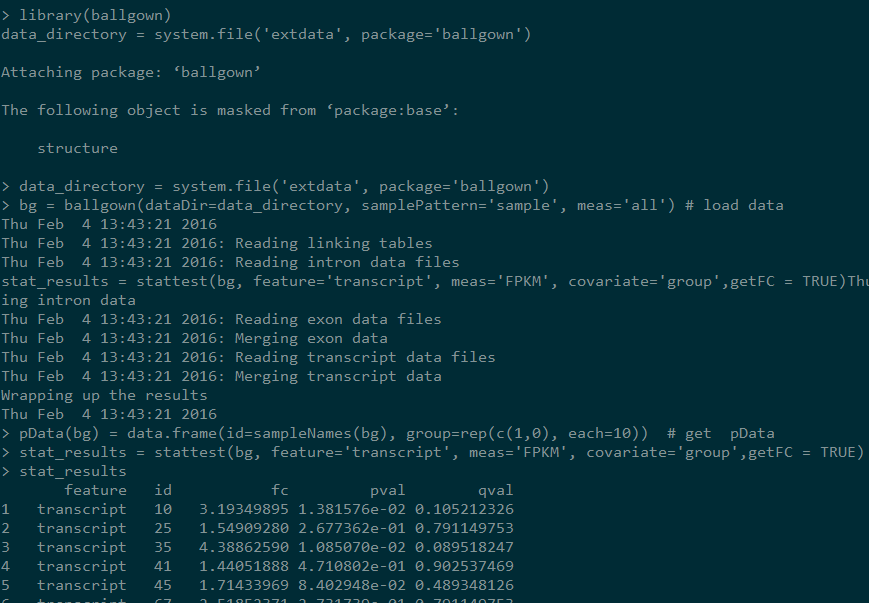 > library(ballgown)
data_directory = system.file('extdata', package='ballgown')
Attaching package: ‘ballgown’
The following object is masked from ‘package:base’:
structure
> data_directory = system.file('extdata', package='ballgown')
> bg = ballgown(dataDir=data_directory, samplePattern='sample', meas='all') # load data
Thu Feb  4 13:43:21 2016
Thu Feb  4 13:43:21 2016: Reading linking tables
Thu Feb  4 13:43:21 2016: Reading intron data files
stat_results = stattest(bg, feature='transcript', meas='FPKM', covariate='group',getFC = TRUE)Thu
ing intron data
Thu Feb  4 13:43:21 2016: Reading exon data files
Thu Feb  4 13:43:21 2016: Merging exon data
Thu Feb  4 13:43:21 2016: Reading transcript data files
Thu Feb  4 13:43:21 2016: Merging transcript data
Wrapping up the results
Thu Feb  4 13:43:21 2016
> pData(bg) = data.frame(id=sampleNames(bg), group=rep(c(1,0), each=10))  # get  pData
> stat_results = stattest(bg, feature='transcript', meas='FPKM', covariate='group',getFC = TRUE)
> stat_results
feature   id           fc         pval        qval
1   transcript   10   3.19349895 1.381576e-02 0.105212326
2   transcript   25   1.54909280 2.677362e-01 0.791149753
3   transcript   35   4.38862590 1.085070e-02 0.089518247
4   transcript   41   1.44051888 4.710802e-01 0.902537469
5   transcript   45   1.71433969 8.402948e-02 0.489348126